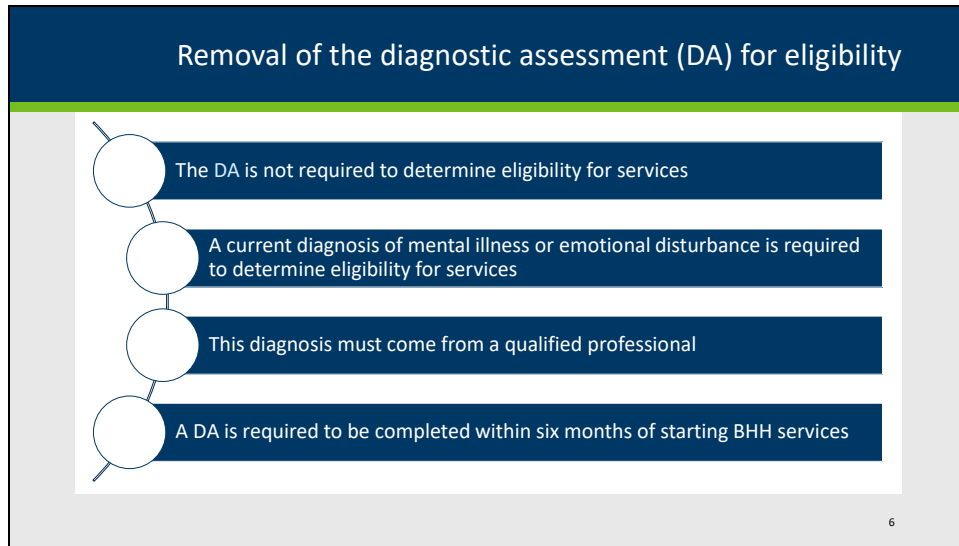 Removal of the diagnostic assessment (DA) for eligibility
The DA is not required to determine eligibility for services
A current diagnosis of mental illness or emotional disturbance is required
to determine eligibility for services
This diagnosis must come from a qualified professional
A DA is required to be completed within six months of starting BHH services
6